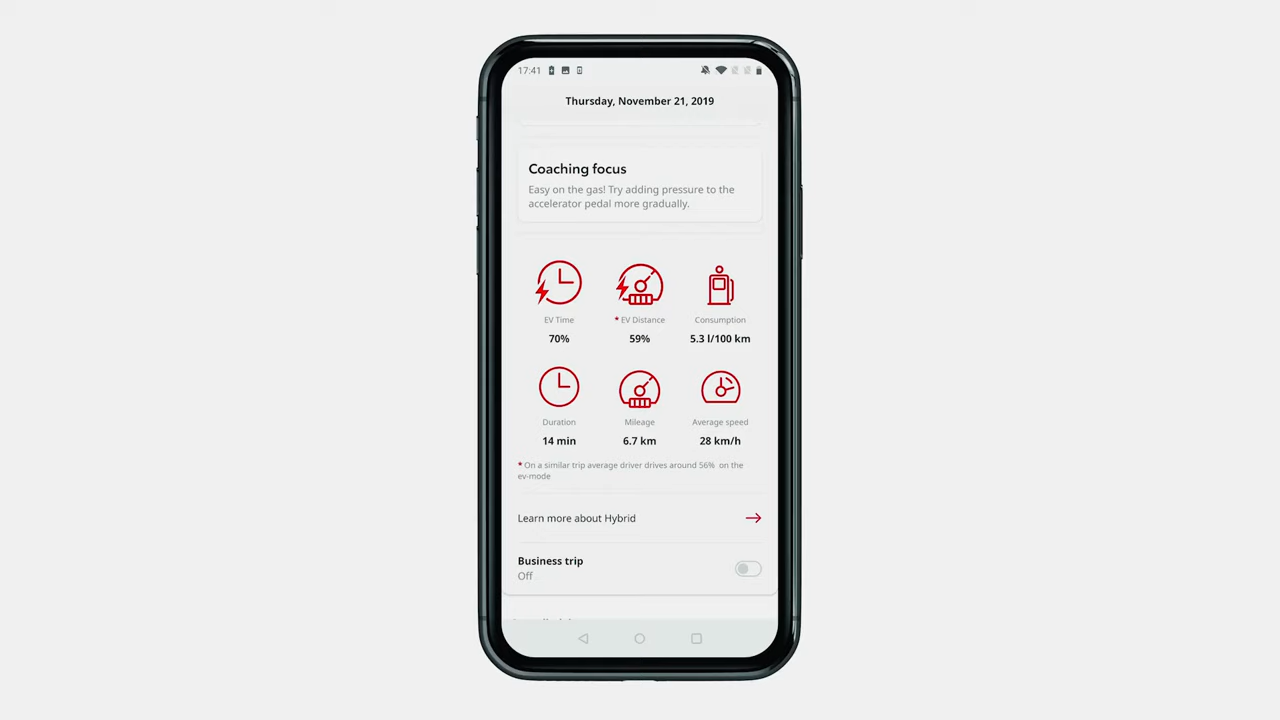 17:41
Thursday, November 21, 2019
Coaching focus
Easy on the gas! Try adding pressure to the
accelerator pedal more gradually.
EV Time
* EV Distance
Consumption
70%
59%
5.3 l/100 km
Duration
Mileage
Average speed
14 min
6.7 km
28 km/h
* On a similar trip average driver drives around 56% on the
ev-mode
Learn more about Hybrid
Business trip
Off